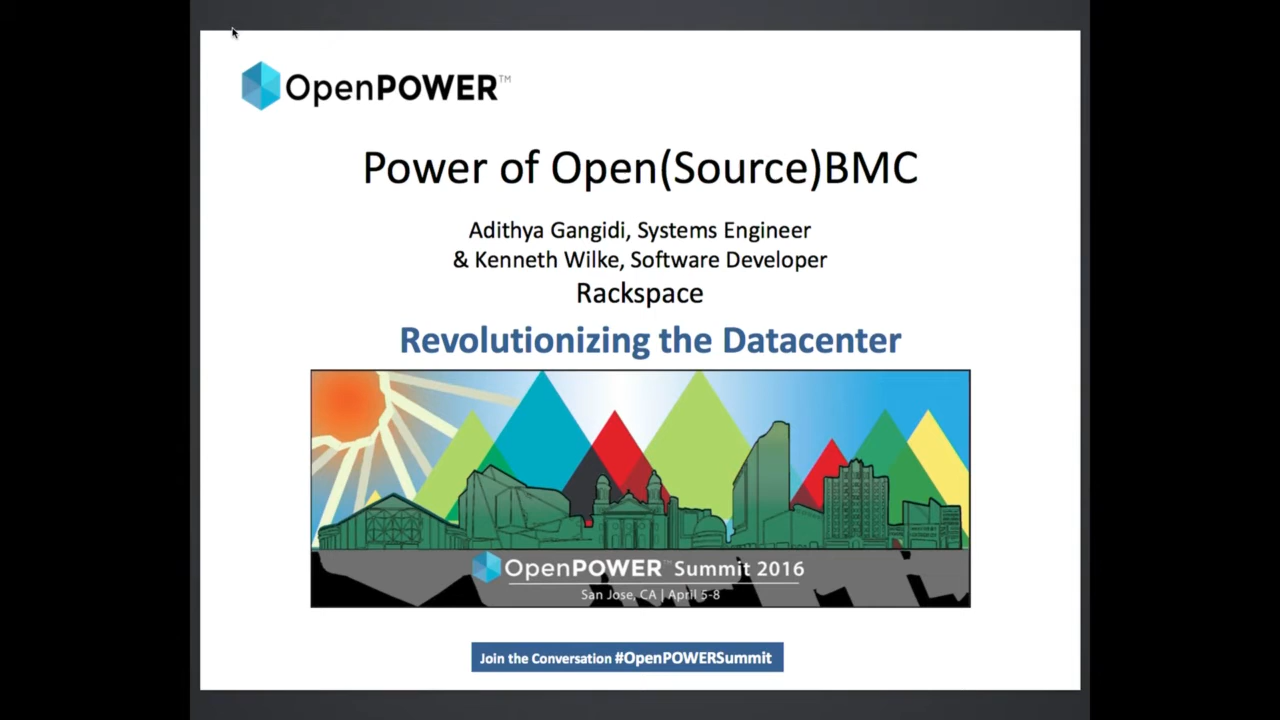 OpenPOWER™
Power of Open(Source)BMC
Adithya Gangidi, Systems Engineer
& Kenneth Wilke, Software Developer
Rackspace
Revolutionizing the Datacenter
OpenPOWER™ Summit 2016
San Jose, CA | April 5-8
Join the Conversation #OpenPOWERSummit